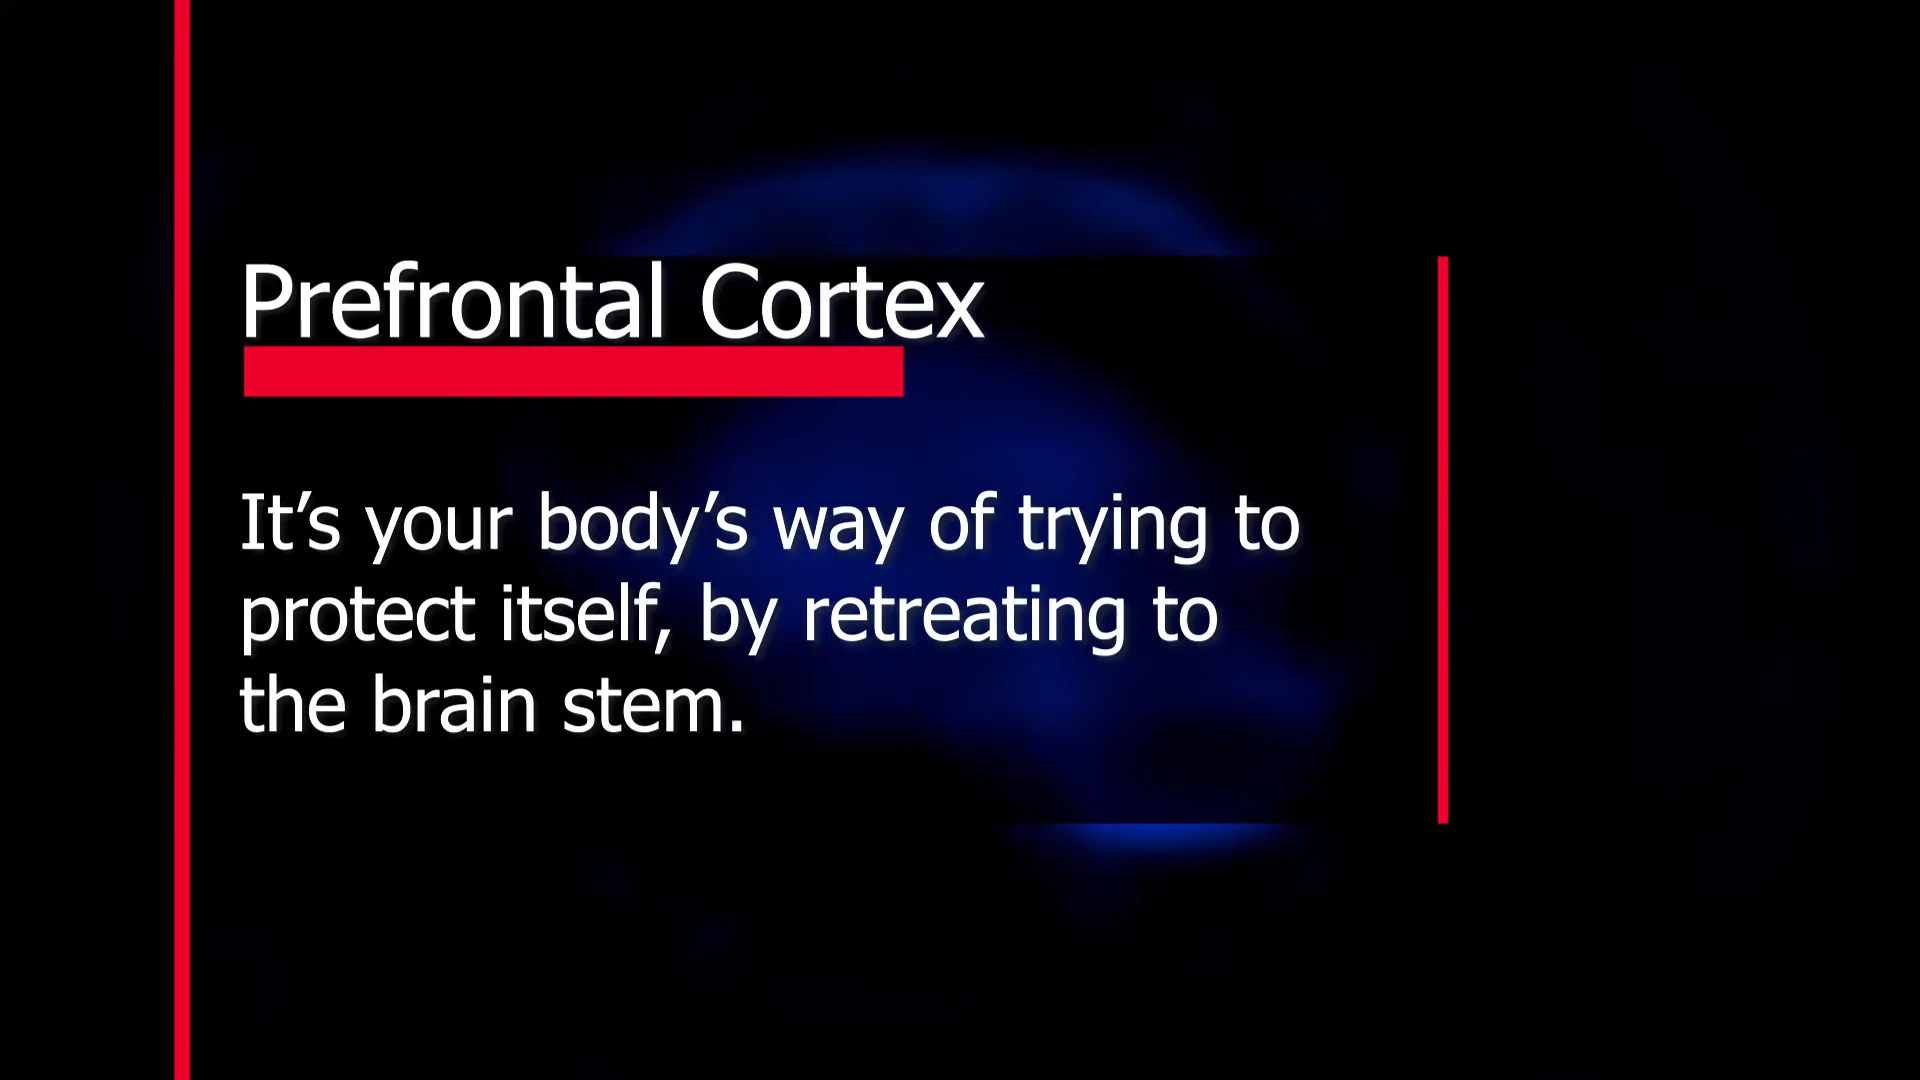 Prefrontal Cortex
It’s your body’s way of trying to
protect itself, by retreating to
the brain stem.